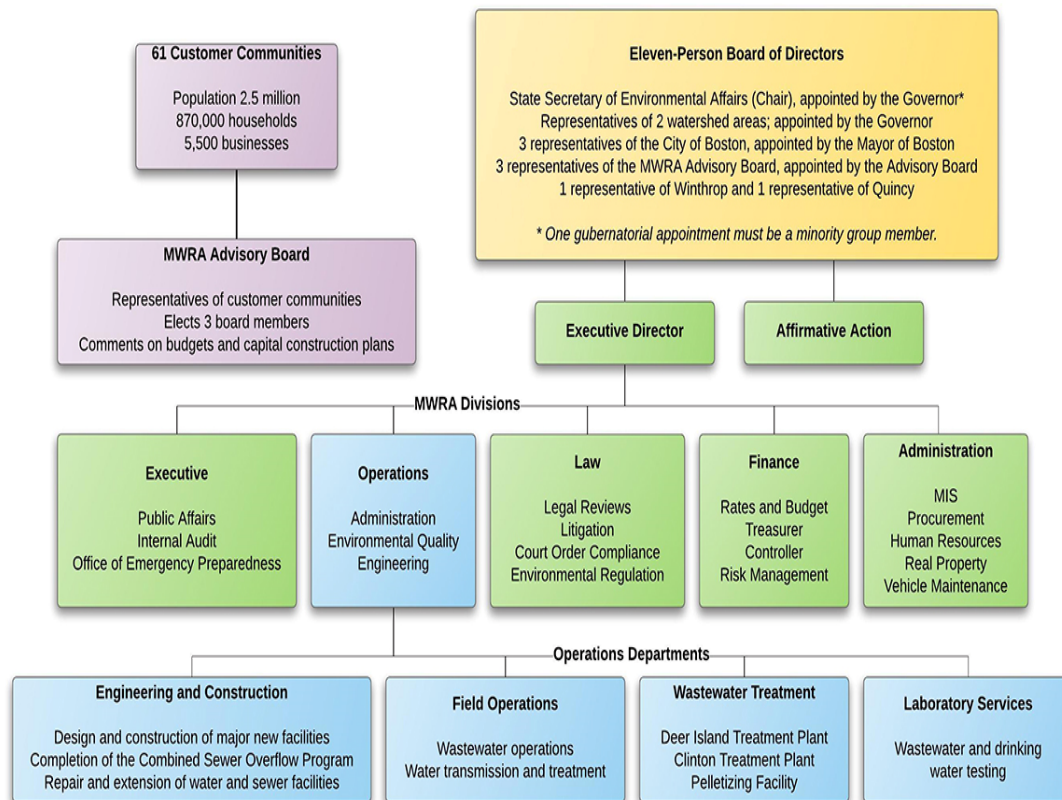 61 Customer Communities
Population 2.5 million
870,000 households
5,500 businesses
Eleven-Person Board of Directors
State Secretary of Environmental Affairs (Chair), appointed by the Governor*
Representatives of 2 watershed areas; appointed by the Governor
3 representatives of the City of Boston, appointed by the Mayor of Boston
3 representatives of the MWRA Advisory Board, appointed by the Advisory Board
1 representative of Winthrop and 1 representative of Quincy
* One gubernatorial appointment must be a minority group member.
MWRA Advisory Board
Representatives of customer communities
Elects 3 board members
Comments on budgets and capital construction plans
Executive Director
Affirmative Action
MWRA Divisions
Executive
Public Affairs
Internal Audit
Office of Emergency Preparedness
Operations
Administration
Environmental Quality
Engineering
Law
Legal Reviews
Litigation
Court Order Compliance
Environmental Regulation
Finance
Rates and Budget
Treasurer
Controller
Risk Management
Administration
MIS
Procurement
Human Resources
Real Property
Vehicle Maintenance
Operations Departments
Engineering and Construction
Design and construction of major new facilities
Completion of the Combined Sewer Overflow Program
Repair and extension of water and sewer facilities
Field Operations
Wastewater operations
Water transmission and treatment
Wastewater Treatment
Deer Island Treatment Plant
Clinton Treatment Plant
Pelletizing Facility
Laboratory Services
Wastewater and drinking
water testing